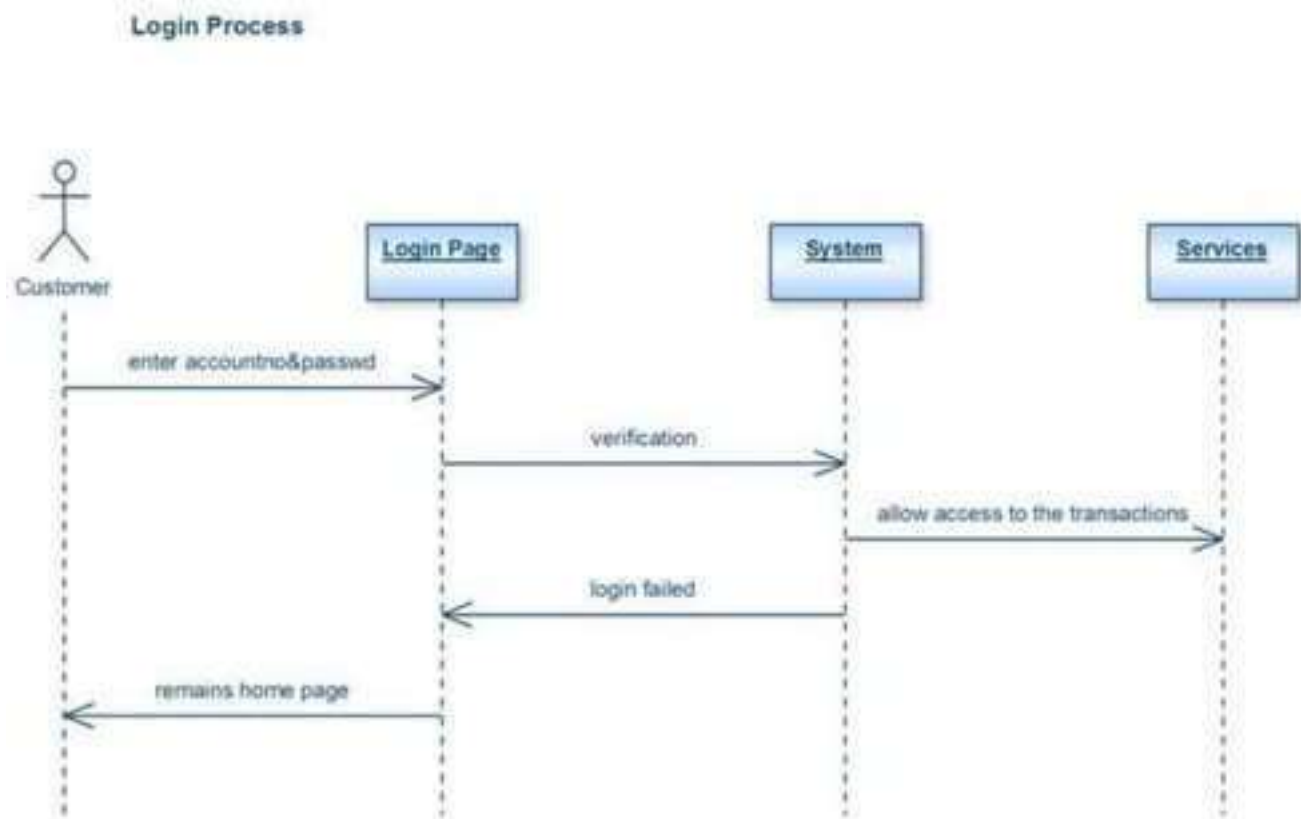 Login Process
Customer
Login Page
System
Services
enter accountno&passwd
verification
allow access to the transactions
login failed
remains home page